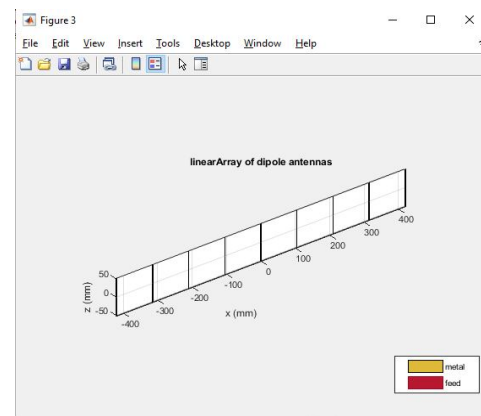 Figure 3
File Edit View Insert Tools Desktop Window Help
linearArray of dipole antennas
50
0
-50
z (mm)
-400
-300
-200
-100
0
100
200
300
400
x (mm)
metal
feed